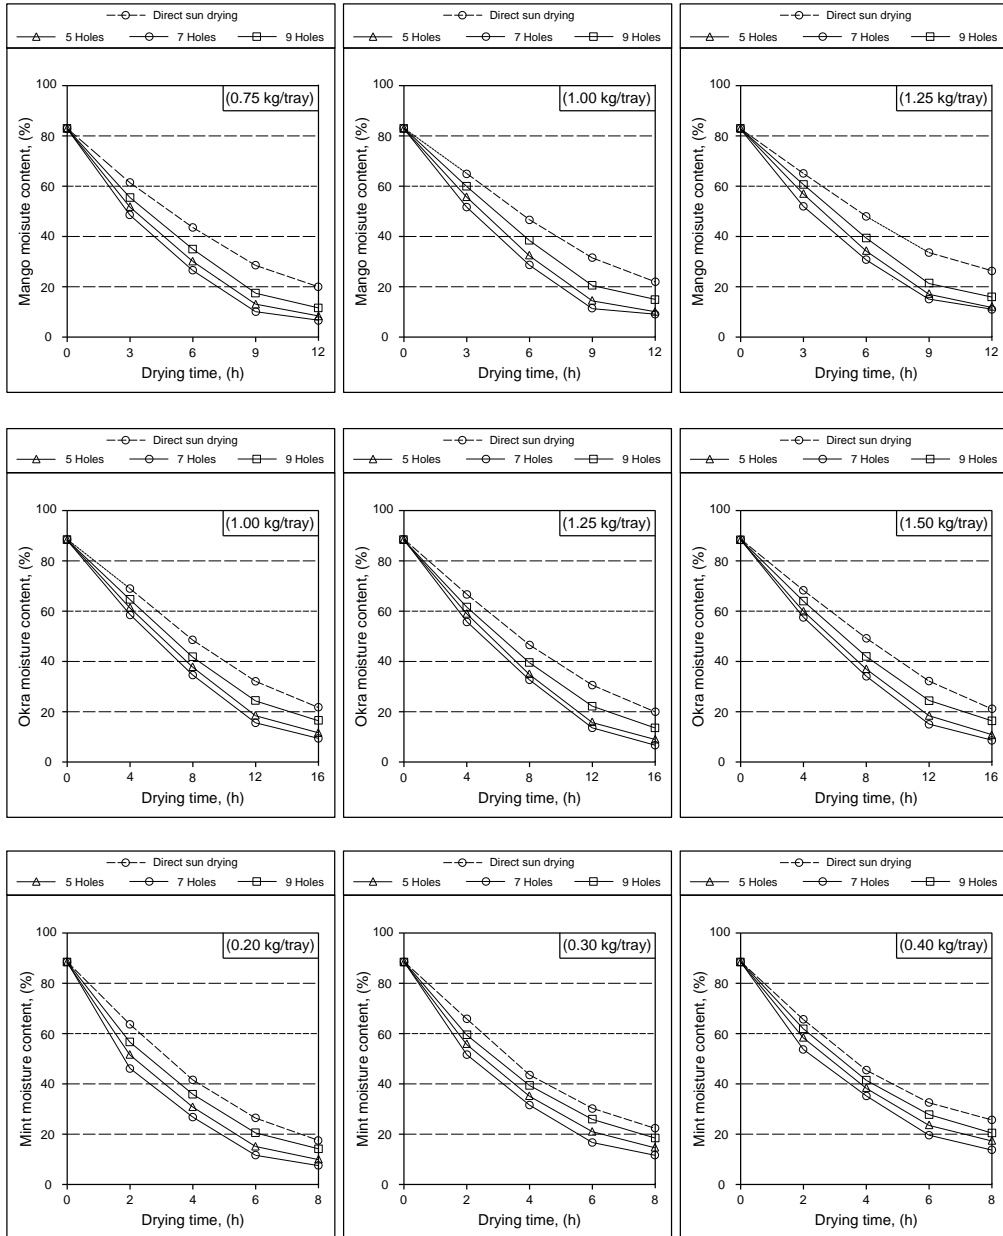 Direct sun drying
5 Holes 7 Holes 9 Holes
(0.75 kg/tray)
Mango moisute content, (%)
100
80
60
40
20
0
0 3 6 9 12
Drying time, (h)
Direct sun drying
5 Holes 7 Holes 9 Holes
(1.00 kg/tray)
Mango moisute content, (%)
100
80
60
40
20
0
0 3 6 9 12
Drying time, (h)
Direct sun drying
5 Holes 7 Holes 9 Holes
(1.25 kg/tray)
Mango moisture content, (%)
100
80
60
40
20
0
0 3 6 9 12
Drying time, (h)
Direct sun drying
5 Holes 7 Holes 9 Holes
(1.00 kg/tray)
Okra moisture content, (%)
100
80
60
40
20
0
0 4 8 12 16
Drying time, (h)
Direct sun drying
5 Holes 7 Holes 9 Holes
(1.25 kg/tray)
Okra moisture content, (%)
100
80
60
40
20
0
0 4 8 12 16
Drying time, (h)
Direct sun drying
5 Holes 7 Holes 9 Holes
(1.50 kg/tray)
Okra moisture content, (%)
100
80
60
40
20
0
0 4 8 12 16
Drying time, (h)
Direct sun drying
5 Holes 7 Holes 9 Holes
(0.20 kg/tray)
Mint moisture content, (%)
100
80
60
40
20
0
0 2 4 6 8
Drying time, (h)
Direct sun drying
5 Holes 7 Holes 9 Holes
(0.30 kg/tray)
Mint moisture content, (%)
100
80
60
40
20
0
0 2 4 6 8
Drying time, (h)
Direct sun drying
5 Holes 7 Holes 9 Holes
(0.40 kg/tray)
Mint moisture content, (%)
100
80
60
40
20
0
0 2 4 6 8
Drying time, (h)